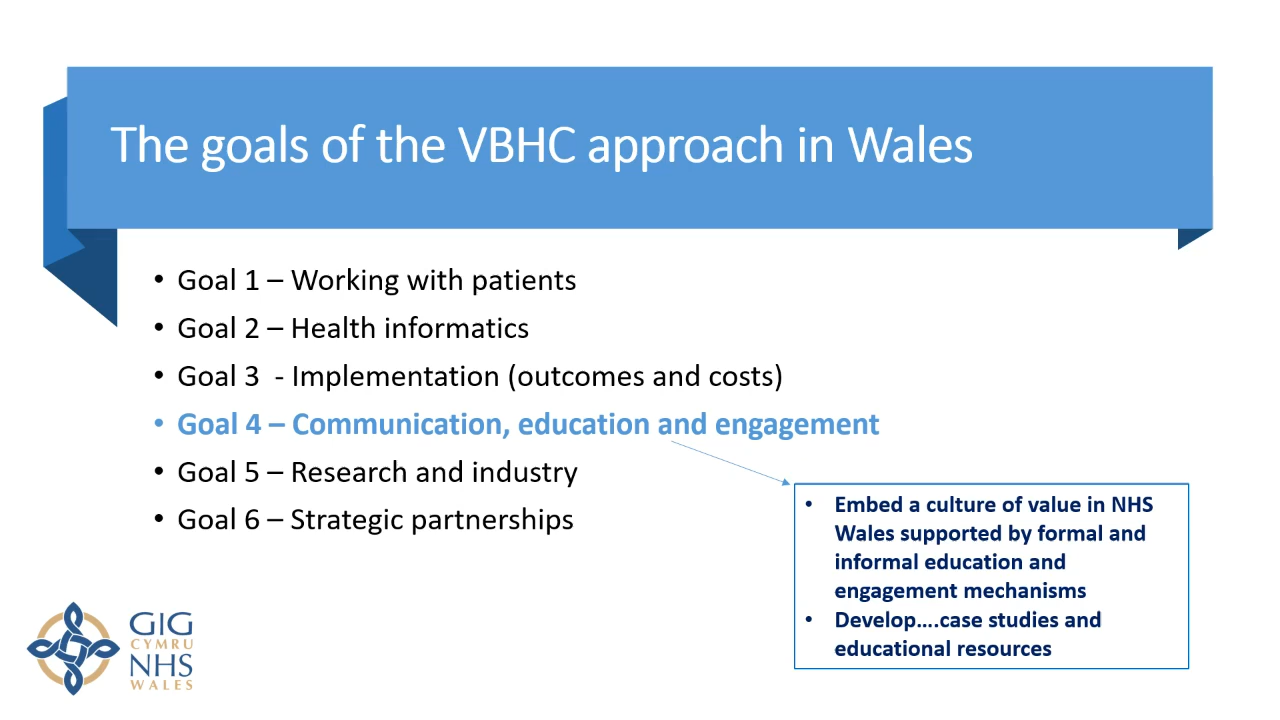 The goals of the VBHC approach in Wales
• Goal 1 – Working with patients
• Goal 2 – Health informatics
• Goal 3  - Implementation (outcomes and costs)
• Goal 4 – Communication, education and engagement
• Goal 5 – Research and industry
• Goal 6 – Strategic partnerships
• Embed a culture of value in NHS
Wales supported by formal and
informal education and
engagement mechanisms
• Develop….case studies and
educational resources
GIG
CYMRU
NHS
WALES